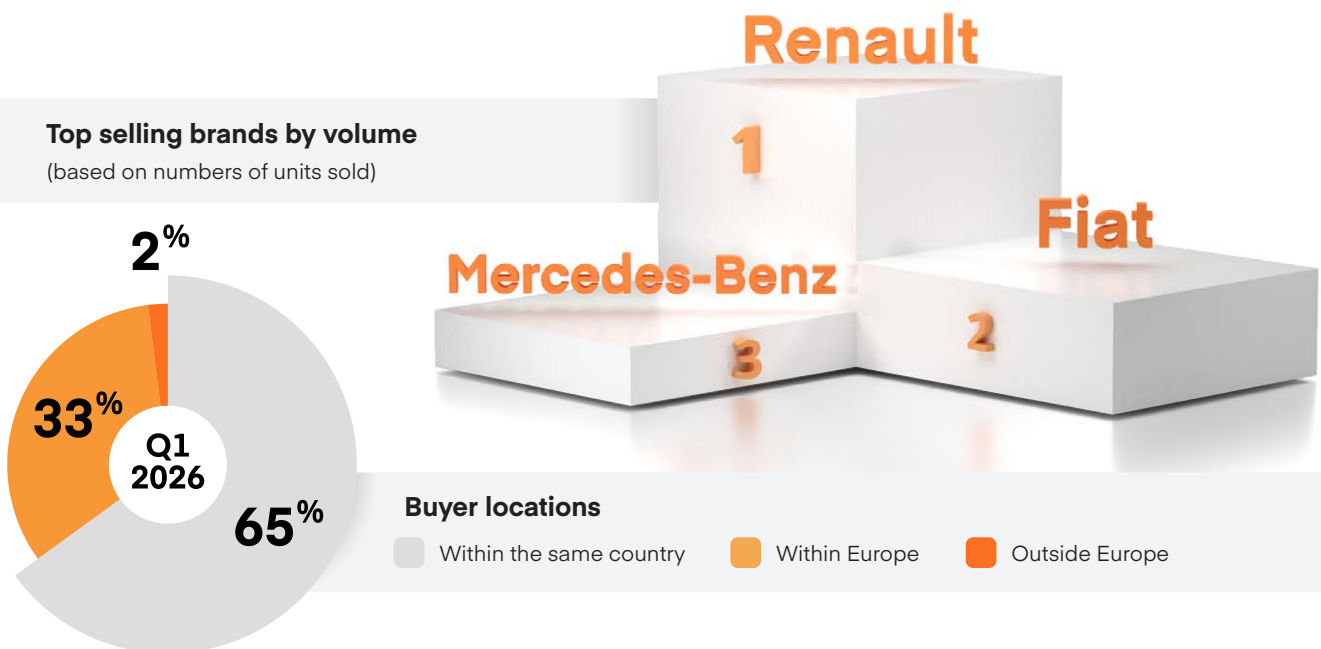 Renault
1
Top selling brands by volume
(based on numbers of units sold)
Fiat
2
Mercedes-Benz
3
2%
33%
Q1
2026
65%
Buyer locations
Within the same country
Within Europe
Outside Europe